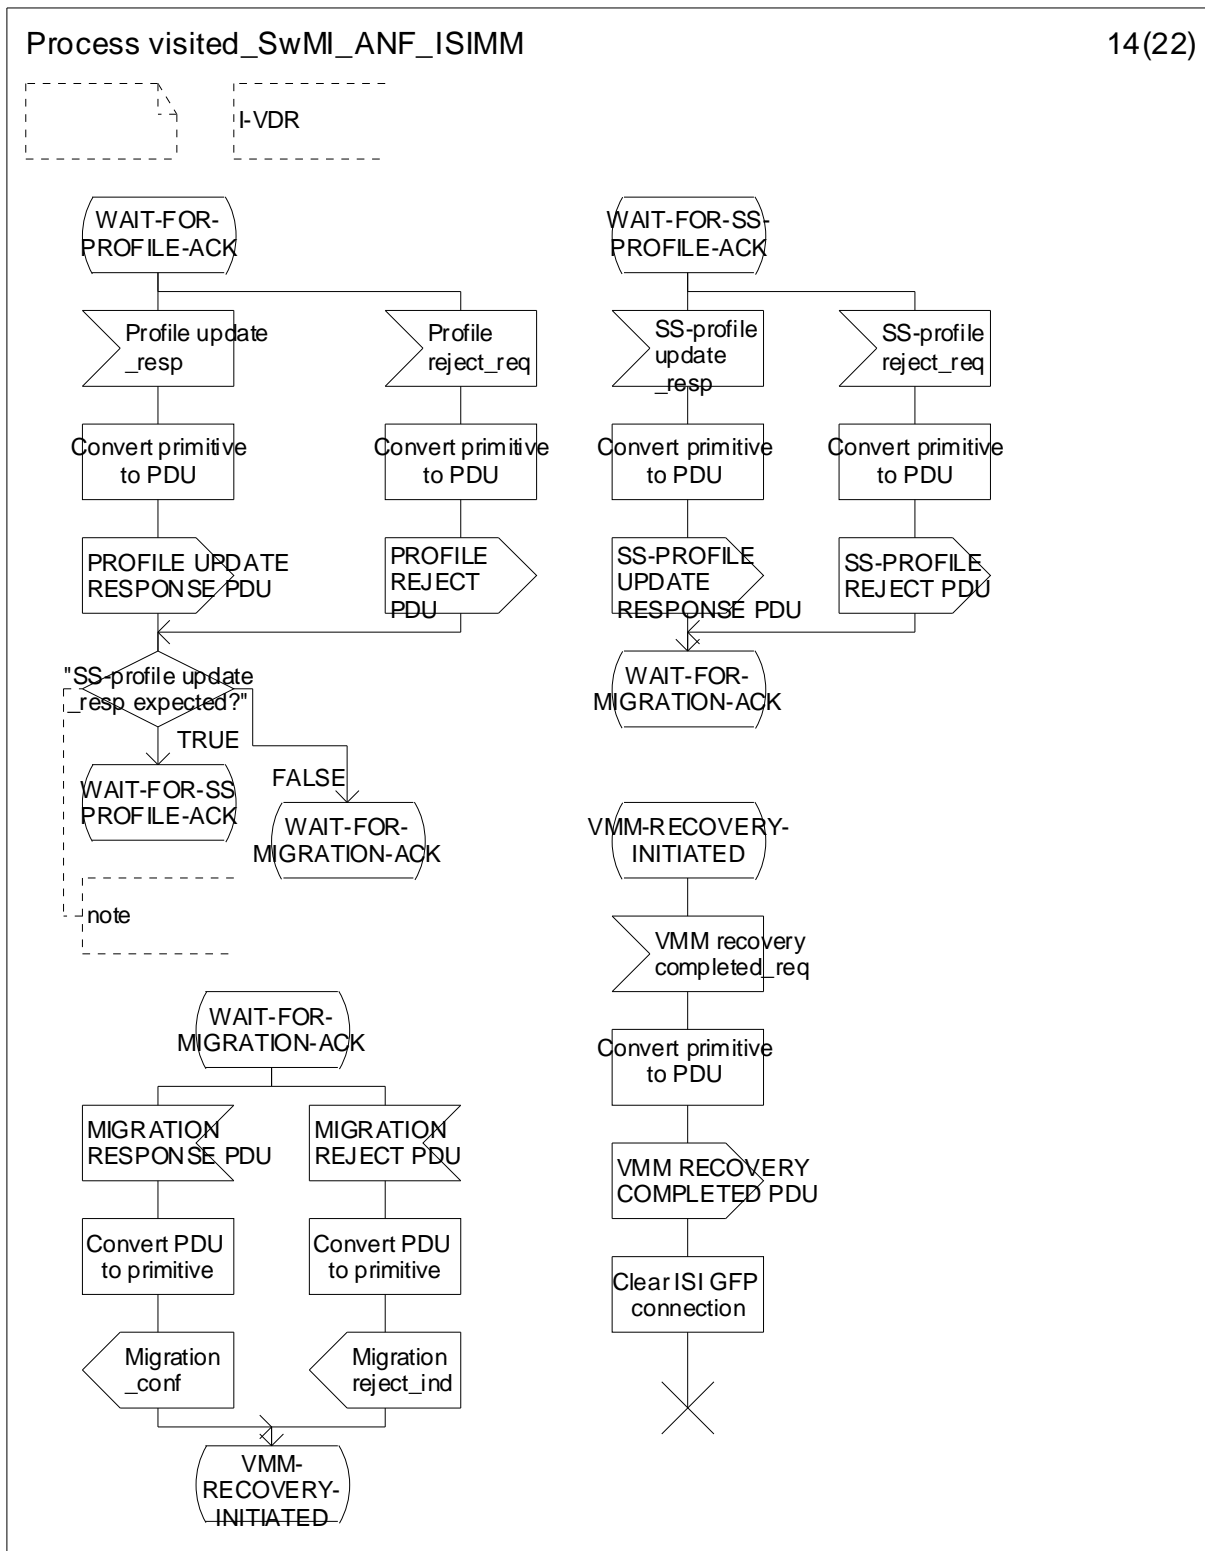 Process visited_SwMI_ANF_ISIMM
14(22)
I-VDR
WAIT-FOR-
PROFILE-ACK
Profile update
_resp
Profile
reject_req
Convert primitive
to PDU
Convert primitive
to PDU
PROFILE UPDATE
RESPONSE PDU
PROFILE
REJECT
PDU
"SS-profile update
_resp expected?"
TRUE
FALSE
WAIT-FOR-SS
PROFILE-ACK
WAIT-FOR-
MIGRATION-ACK
note
WAIT-FOR-SS-
PROFILE-ACK
SS-profile
update
_resp
SS-profile
reject_req
Convert primitive
to PDU
Convert primitive
to PDU
SS-PROFILE
UPDATE
RESPONSE PDU
SS-PROFILE
REJECT PDU
WAIT-FOR-
MIGRATION-ACK
WAIT-FOR-
MIGRATION-ACK
MIGRATION
RESPONSE PDU
MIGRATION
REJECT PDU
Convert PDU
to primitive
Convert PDU
to primitive
Migration
_conf
Migration
reject_ind
VMM-
RECOVERY-
INITIATED
VMM-RECOVERY-
INITIATED
VMM recovery
completed_req
Convert primitive
to PDU
VMM RECOVERY
COMPLETED PDU
Clear ISI GFP
connection